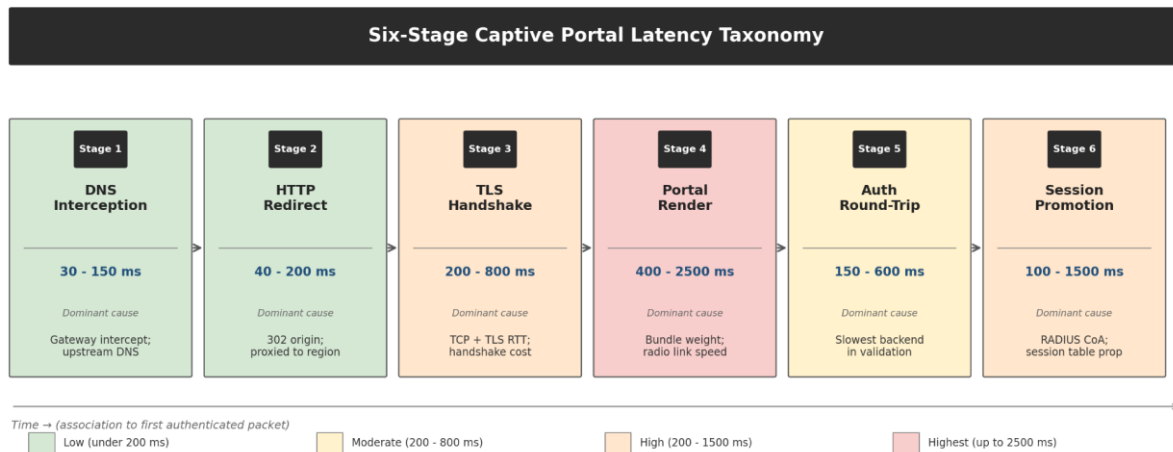 Six-Stage Captive Portal Latency Taxonomy
Stage 1
DNS
Interception
30 - 150 ms
Dominant cause
Gateway intercept;
upstream DNS
Stage 2
HTTP
Redirect
40 - 200 ms
Dominant cause
302 origin;
proxied to region
Stage 3
TLS
Handshake
200 - 800 ms
Dominant cause
TCP + TLS RTT;
handshake cost
Stage 4
Portal
Render
400 - 2500 ms
Dominant cause
Bundle weight;
radio link speed
Stage 5
Auth
Round-Trip
150 - 600 ms
Dominant cause
Slowest backend
in validation
Stage 6
Session
Promotion
100 - 1500 ms
Dominant cause
RADIUS CoA;
session table prop
Time → (association to first authenticated packet)
Low (under 200 ms)
Moderate (200 - 800 ms)
High (200 - 1500 ms)
Highest (up to 2500 ms)